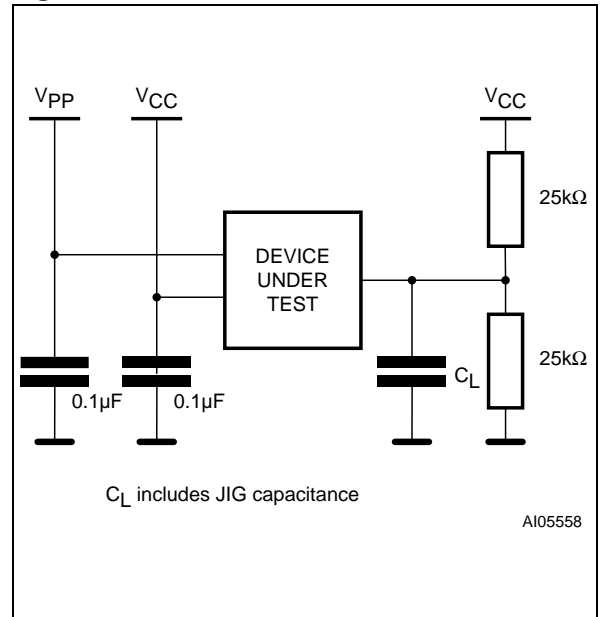 VPP
VCC
VCC
25kΩ
DEVICE
UNDER
TEST
25kΩ
CL
0.1µF
0.1µF
CL includes JIG capacitance
AI05558